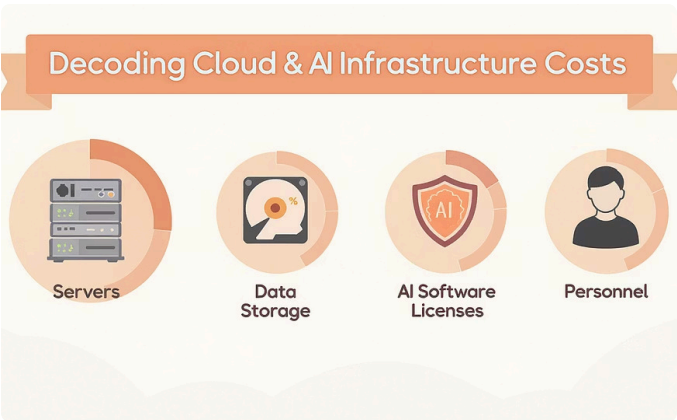 Decoding Cloud & AI Infrastructure Costs
%
AI
Servers
Data
Storage
AI Software
Licenses
Personnel